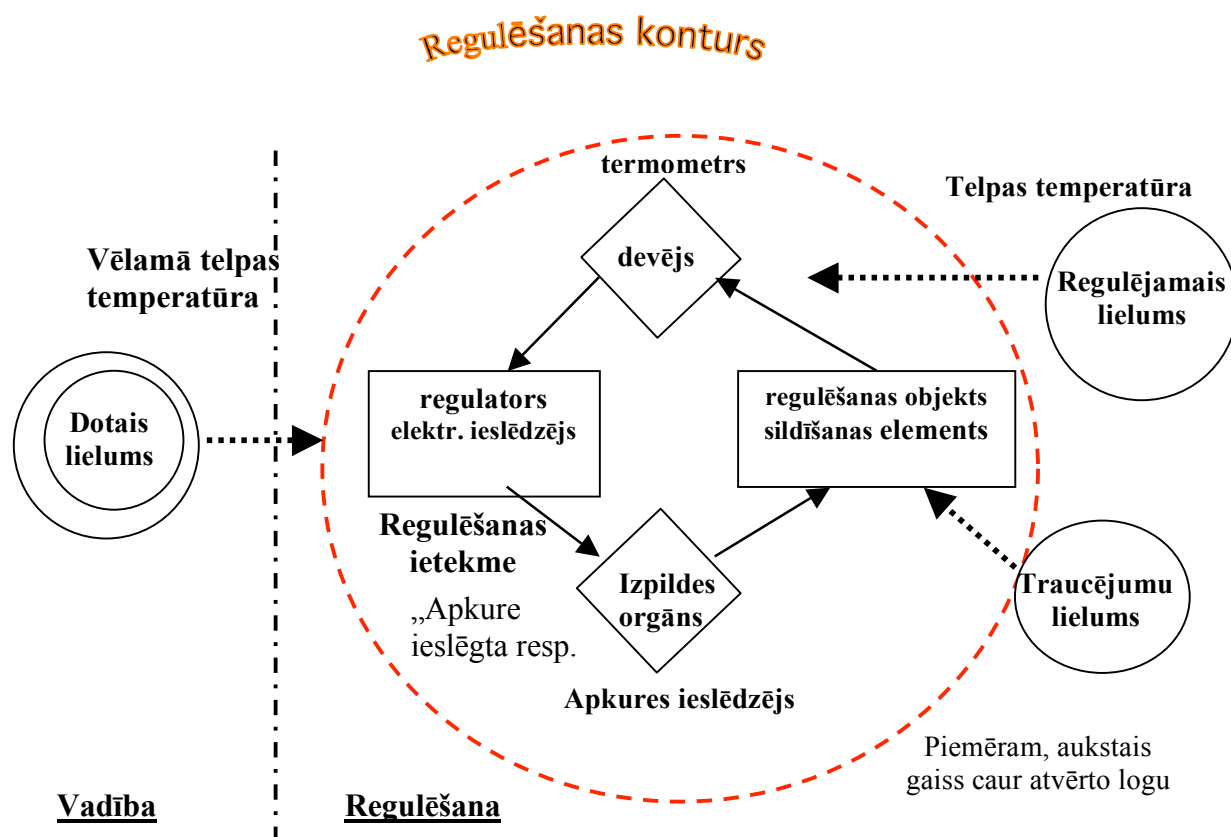 Regulēšanas konturs
termometrs
Telpas temperatūra
Vēlamā telpas
temperatūra
devējs
Regulējamais
lielums
Dotais
lielums
regulators
elektr. ieslēdzējs
regulēšanas objekts
sildīšanas elements
Regulēšanas
ietekme
„Apkure
ieslēgta resp.
Izpildes
orgāns
Traucējumu
lielums
Apkures ieslēdzējs
Piemēram, aukstais
gaiss caur atvērto logu
Vadība
Regulēšana